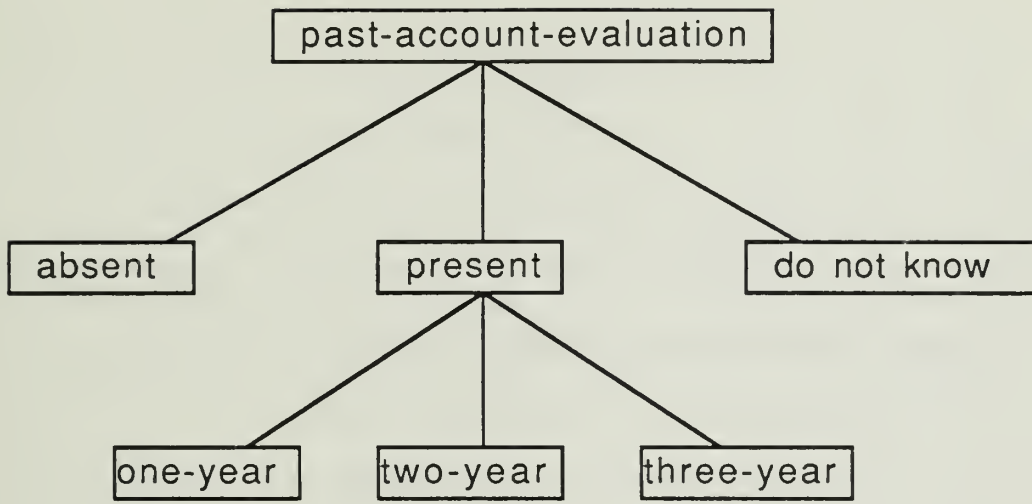 past-account-evaluation
absent present do not know
one-year two-year three-year